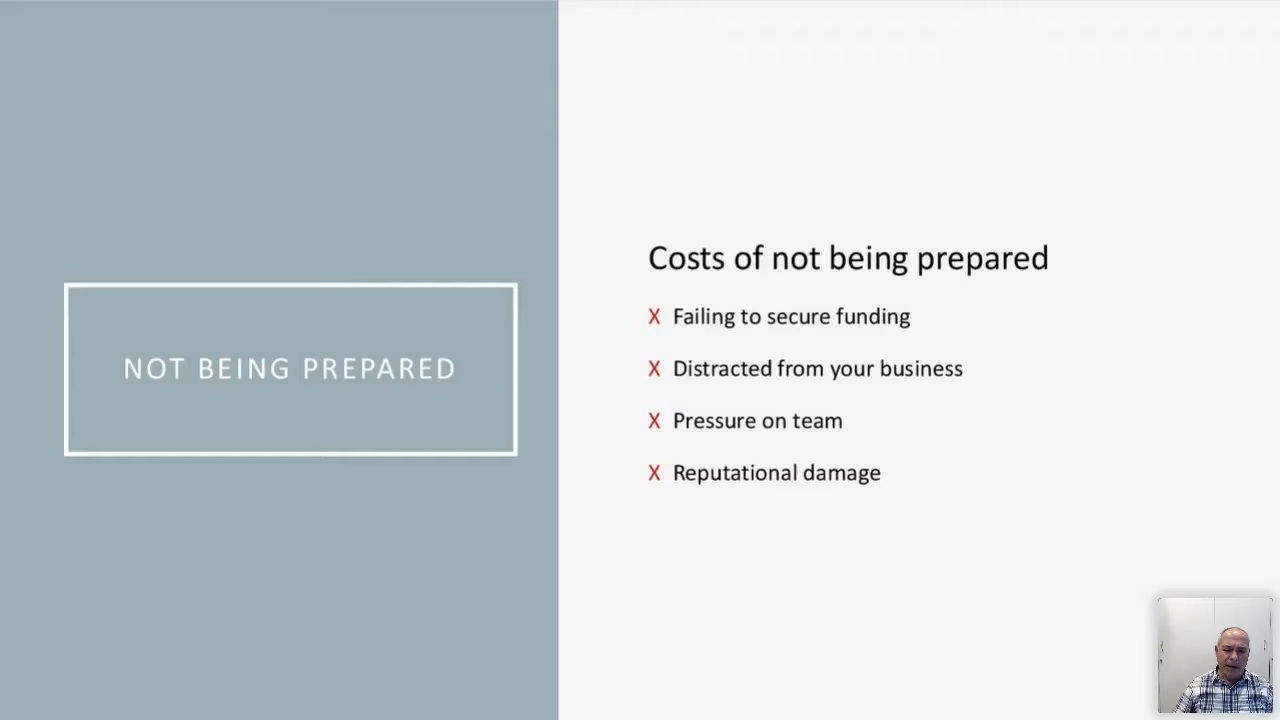 NOT BEING PREPARED
Costs of not being prepared
X Failing to secure funding
X Distracted from your business
X Pressure on team
X Reputational damage